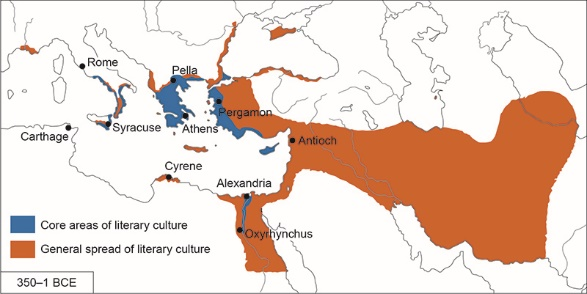 Rome
Pella
Pergamon
Carthage
Syracuse
Athens
Antioch
Cyrene
Alexandria
Oxyrhynchus
Core areas of literary culture
General spread of literary culture
350–1 BCE